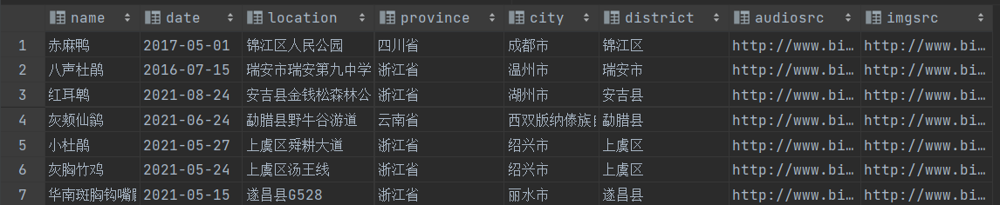 name date location province city district audiosrc imgsrc
1 赤麻鸭 2017-05-01 锦江区人民公园 四川省 成都市 锦江区 http://www.bi… http://www.bi…
2 八声杜鹃 2016-07-15 瑞安市瑞安第九中学 浙江省 温州市 瑞安市 http://www.bi… http://www.bi…
3 红耳鹎 2021-08-24 安吉县金钱松森林公 浙江省 湖州市 安吉县 http://www.bi… http://www.bi…
4 灰颊仙鹟 2021-06-24 勐腊县野牛谷游道 云南省 西双版纳傣族 勐腊县 http://www.bi… http://www.bi…
5 小杜鹃 2021-05-27 上虞区舜耕大道 浙江省 绍兴市 上虞区 http://www.bi… http://www.bi…
6 灰胸竹鸡 2021-05-24 上虞区汤王线 浙江省 绍兴市 上虞区 http://www.bi… http://www.bi…
7 华南斑胸钩嘴 2021-05-15 遂昌县G528 浙江省 丽水市 遂昌县 http://www.bi… http://www.bi…